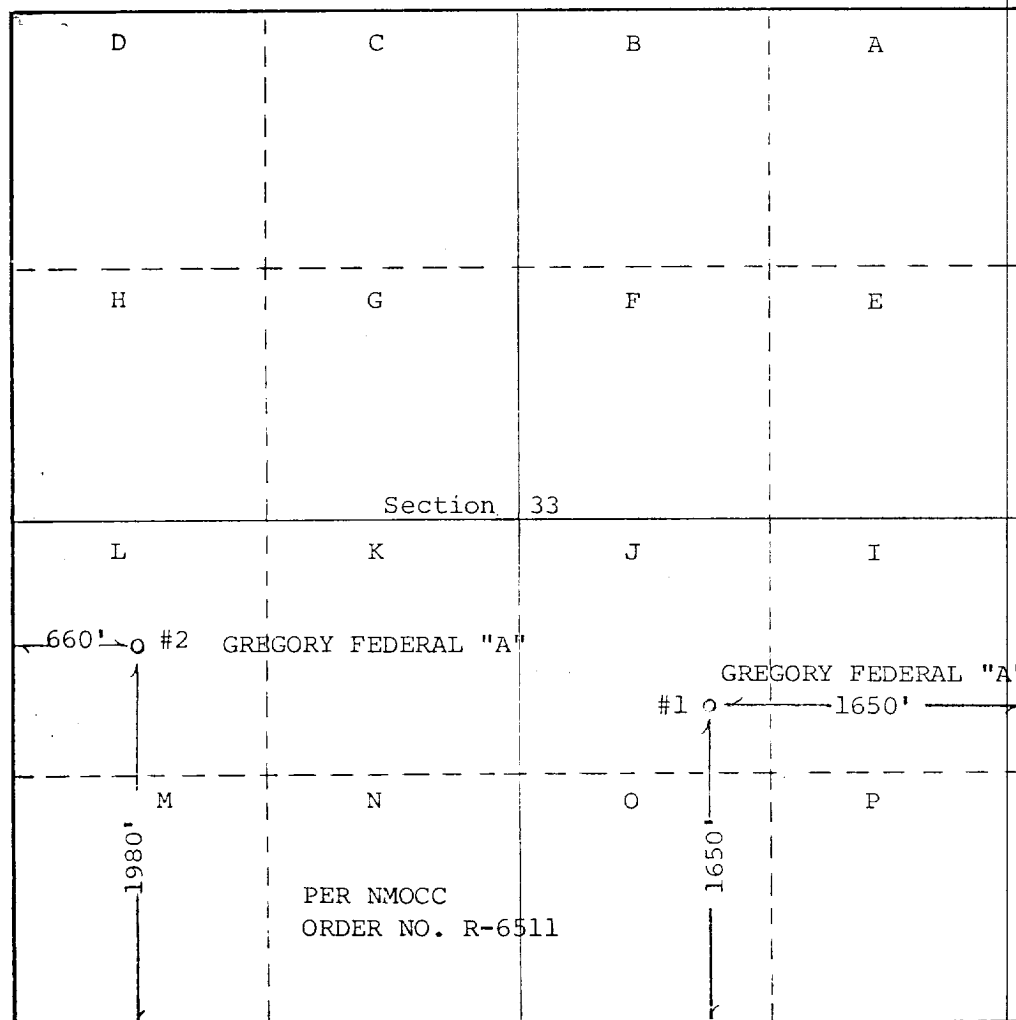 D C B A
H G F E
Section 33
L K J I
660' #2 GREGORY FEDERAL "A"
GREGORY FEDERAL "A"
#1 1650'
M N O P
1980'
1650'
PER NMOCC
ORDER NO. R-6511